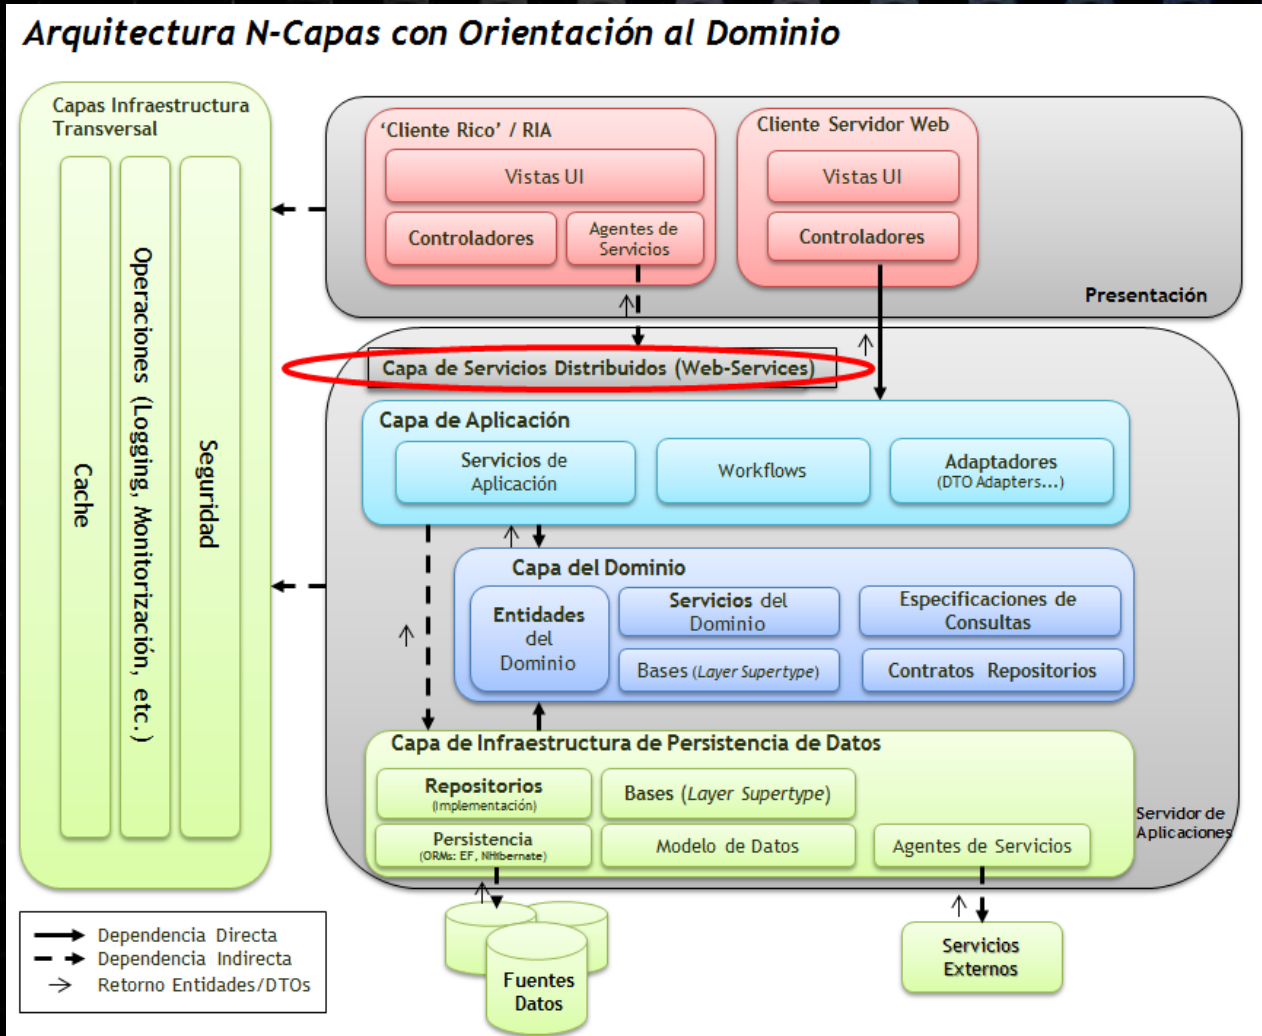 Arquitectura N-Capas con Orientación al Dominio
Capas Infraestructura
Transversal
Cache
Operaciones (Logging, Monitorización, etc.)
Seguridad
‘Cliente Rico’ / RIA
Vistas UI
Controladores
Agentes de
Servicios
Cliente Servidor Web
Vistas UI
Controladores
Presentación
Capa de Servicios Distribuidos (Web-Services)
Capa de Aplicación
Servicios de
Aplicación
Workflows
Adaptadores
(DTO Adapters...)
Capa del Dominio
Entidades
del
Dominio
Servicios del
Dominio
Especificaciones de
Consultas
Bases (Layer Supertype)
Contratos Repositorios
Capa de Infraestructura de Persistencia de Datos
Repositorios
(Implementación)
Bases (Layer Supertype)
Persistencia
(ORMs: EF, NHibernate)
Modelo de Datos
Agentes de Servicios
Servidor de
Aplicaciones
Fuentes
Datos
Servicios
Externos
Dependencia Directa
Dependencia Indirecta
Retorno Entidades/DTOs